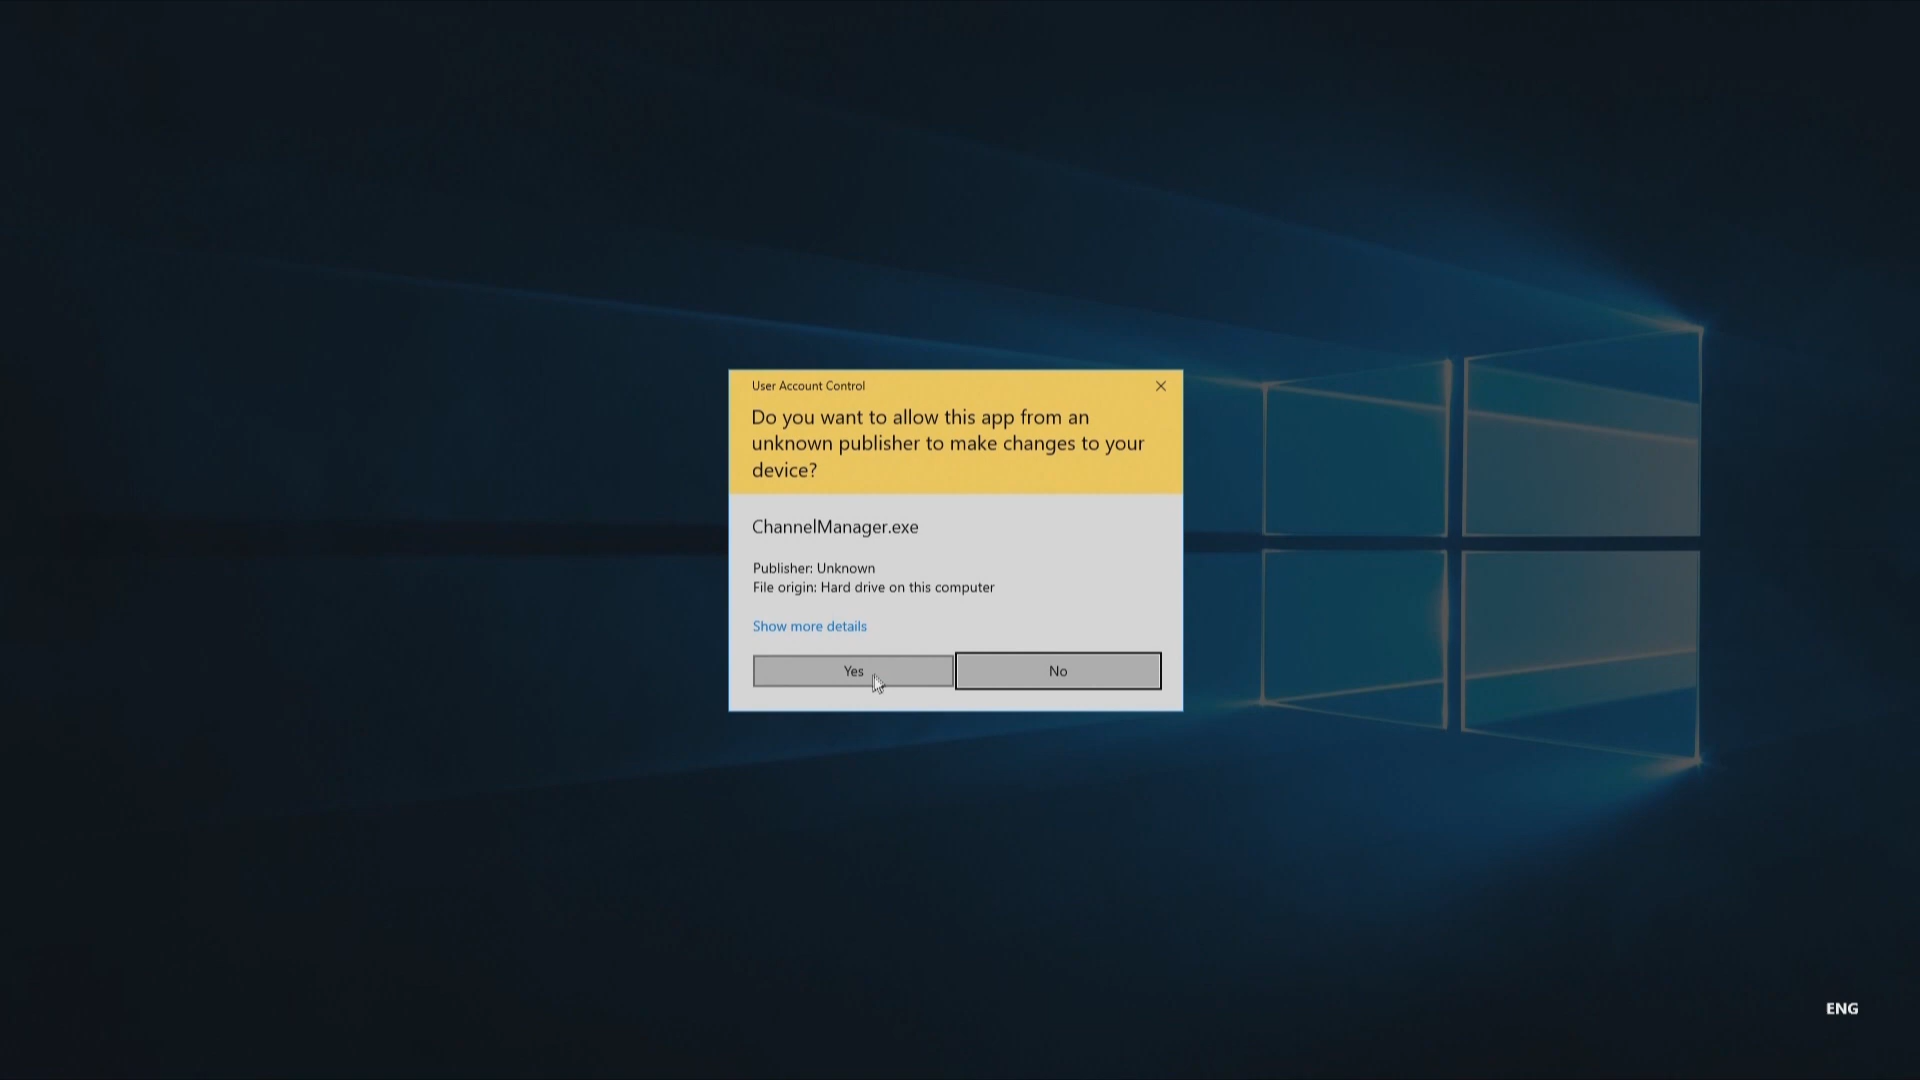 User Account Control
Do you want to allow this app from an
unknown publisher to make changes to your
device?
ChannelManager.exe
Publisher: Unknown
File origin: Hard drive on this computer
Show more details
Yes
No
ENG